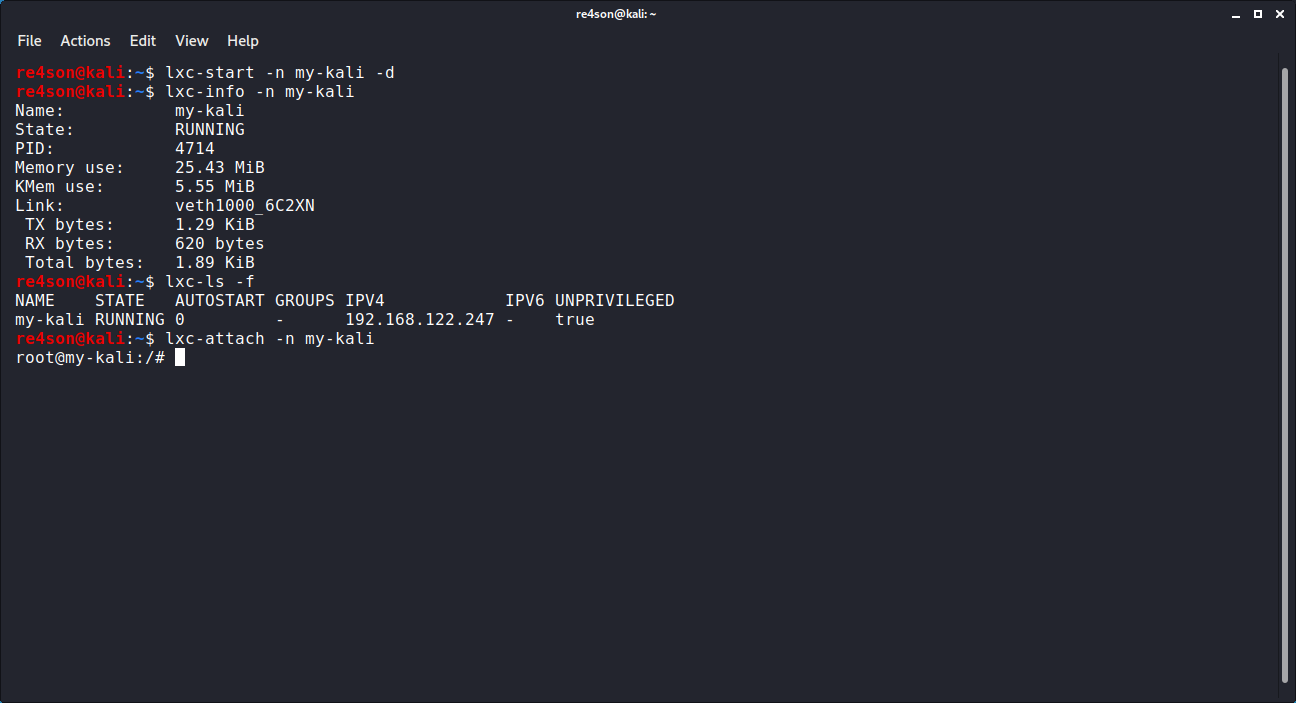 re4son@kali: ~
File Actions Edit View Help
re4son@kali:~$ lxc-start -n my-kali -d
re4son@kali:~$ lxc-info -n my-kali
Name:           my-kali
State:          RUNNING
PID:            4714
Memory use:     25.43 MiB
KMem use:       5.55 MiB
Link:           veth1000_6C2XN
 TX bytes:      1.29 KiB
 RX bytes:      620 bytes
 Total bytes:   1.89 KiB
re4son@kali:~$ lxc-ls -f
NAME    STATE   AUTOSTART GROUPS IPV4            IPV6 UNPRIVILEGED
my-kali RUNNING 0         -      192.168.122.247 -    true
re4son@kali:~$ lxc-attach -n my-kali
root@my-kali:/#